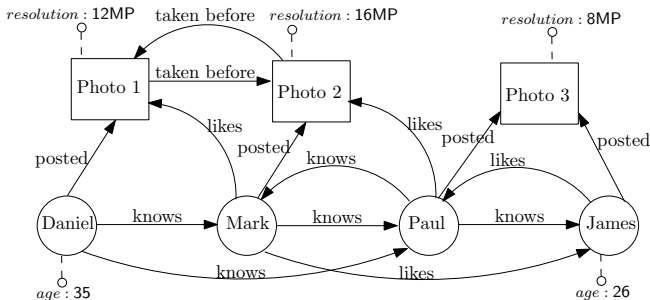 resolution : 12MP
taken before
resolution : 16MP
resolution : 8MP
taken before
Photo 1
Photo 2
Photo 3
likes
likes
posted
posted
posted
posted
knows
likes
Daniel
knows
Mark
knows
Paul
knows
James
knows
likes
age : 35
age : 26